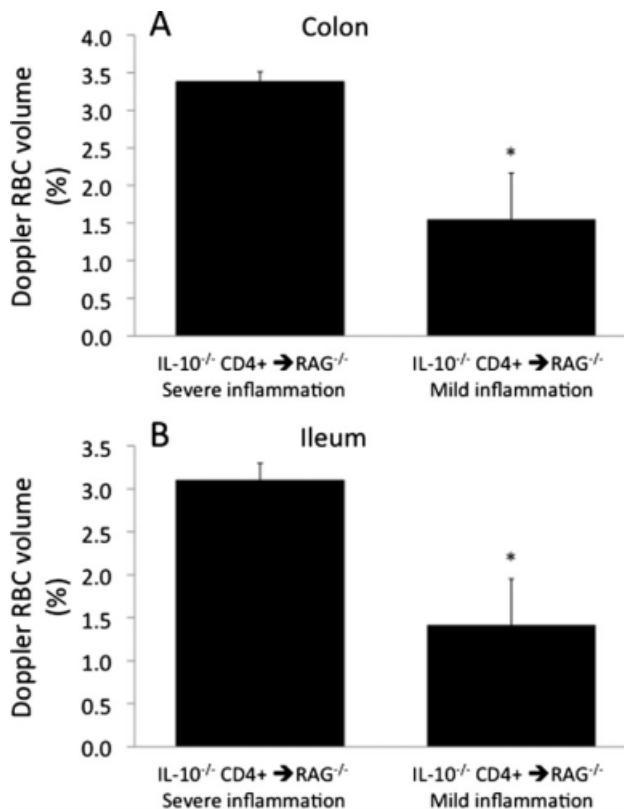 A
Colon
Doppler RBC volume
(%)
4.0
3.5
3.0
2.5
2.0
1.5
1.0
0.5
0.0
*
IL-10-/- CD4+ ➔RAG-/-
Severe inflammation
IL-10-/- CD4+ ➔RAG-/-
Mild inflammation
B
Ileum
Doppler RBC volume
(%)
3.5
3.0
2.5
2.0
1.5
1.0
0.5
0.0
*
IL-10-/- CD4+ ➔RAG-/-
Severe inflammation
IL-10-/- CD4+ ➔RAG-/-
Mild inflammation